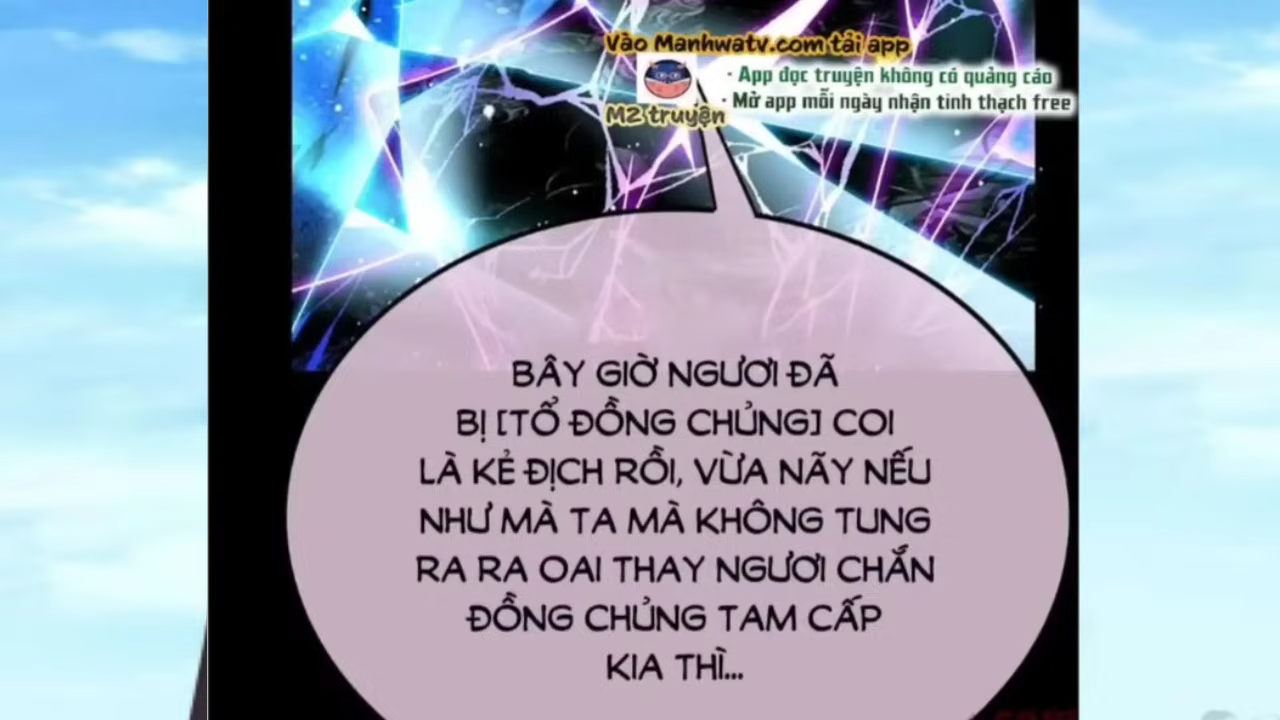 Vào Manhwatv.com tải app
· App đọc truyện không có quảng cáo
· Mở app mỗi ngày nhận tinh thạch free
M2 truyện
BÂY GIỜ NGƯƠI ĐÃ
BỊ [TỔ ĐỒNG CHỦNG] COI
LÀ KẺ ĐỊCH RỒI, VỪA NÃY NẾU
NHƯ MÀ TA MÀ KHÔNG TUNG
RA RA OAI THAY NGƯƠI CHẮN
ĐỒNG CHỦNG TAM CẤP
KIA THÌ...